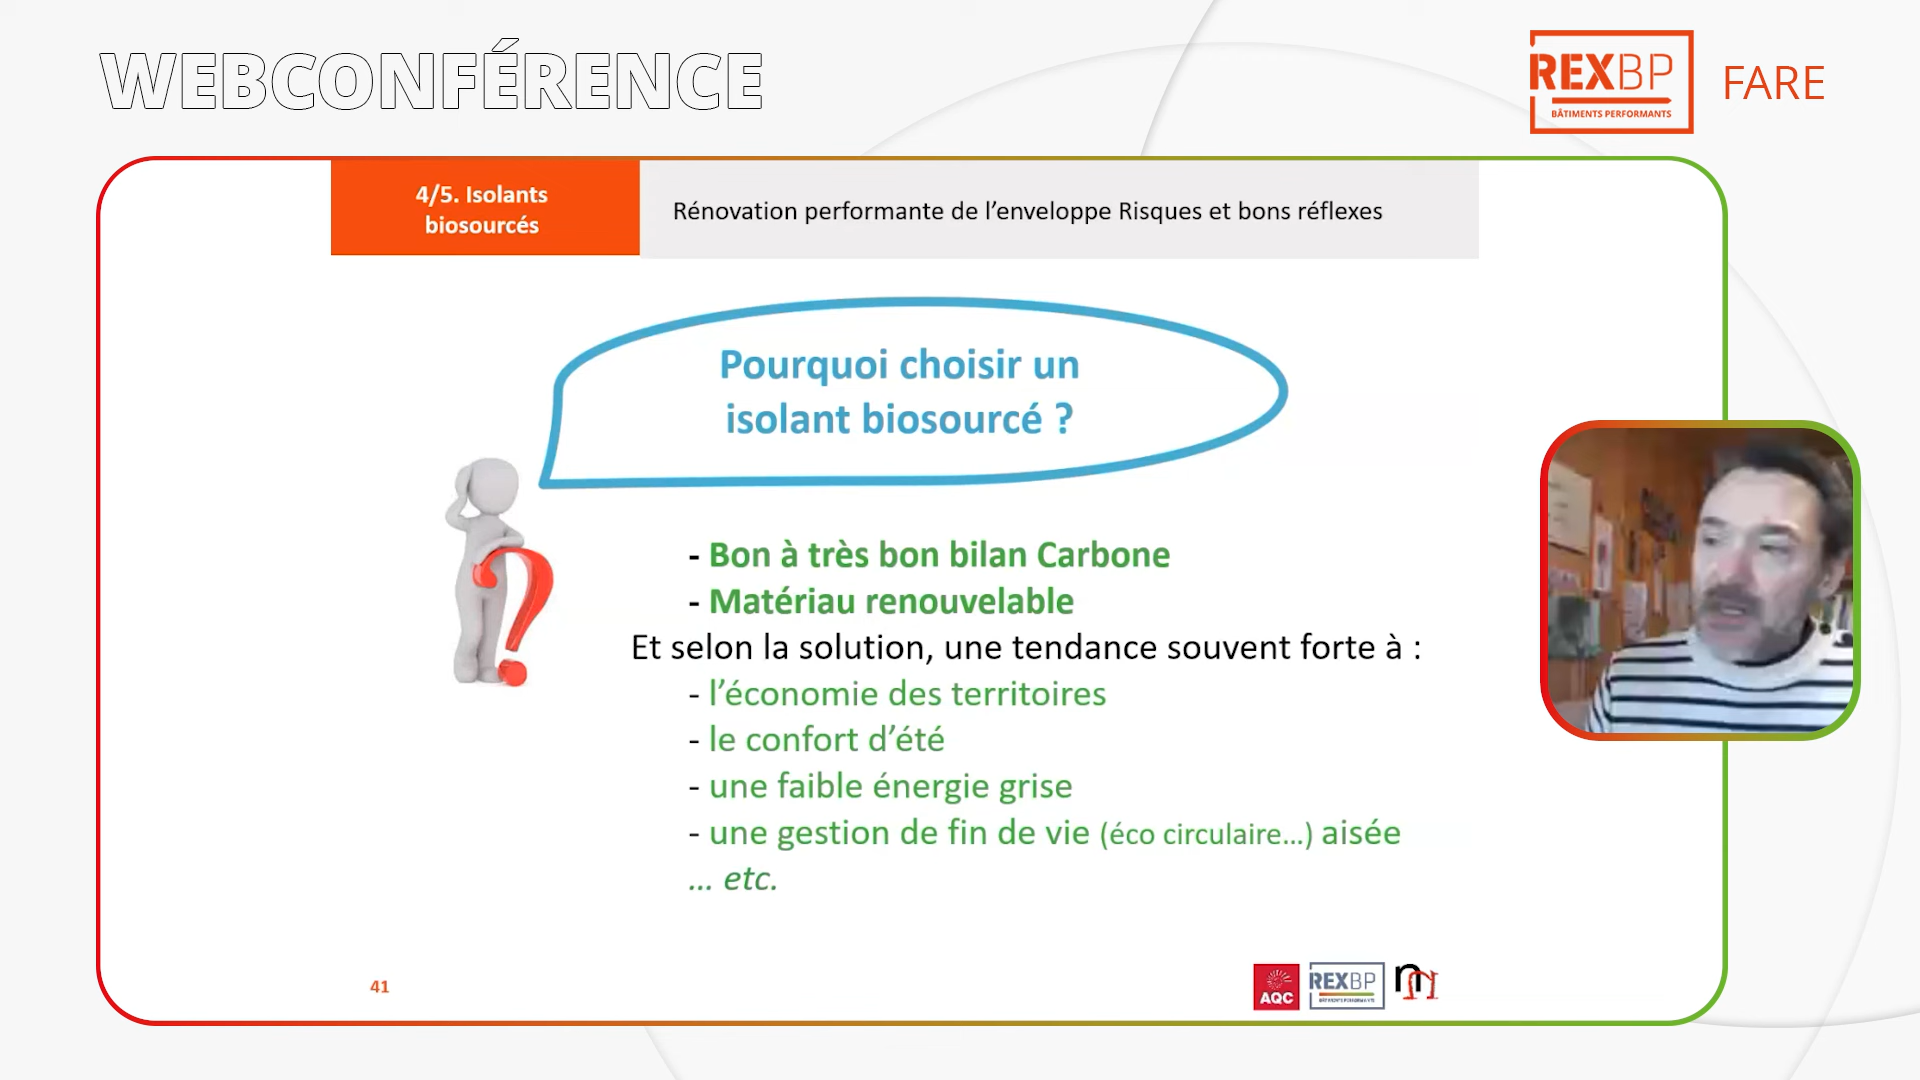 WEBCONFÉRENCE
REXBP
BÂTIMENTS PERFORMANTS
FARE
4/5. Isolants
biosourcés
Rénovation performante de l’enveloppe Risques et bons réflexes
Pourquoi choisir un
isolant biosourcé ?
- Bon à très bon bilan Carbone
- Matériau renouvelable
Et selon la solution, une tendance souvent forte à :
- l’économie des territoires
- le confort d’été
- une faible énergie grise
- une gestion de fin de vie (éco circulaire...) aisée
... etc.
41
AQC
REXBP
BÂTIMENTS PERFORMANTS